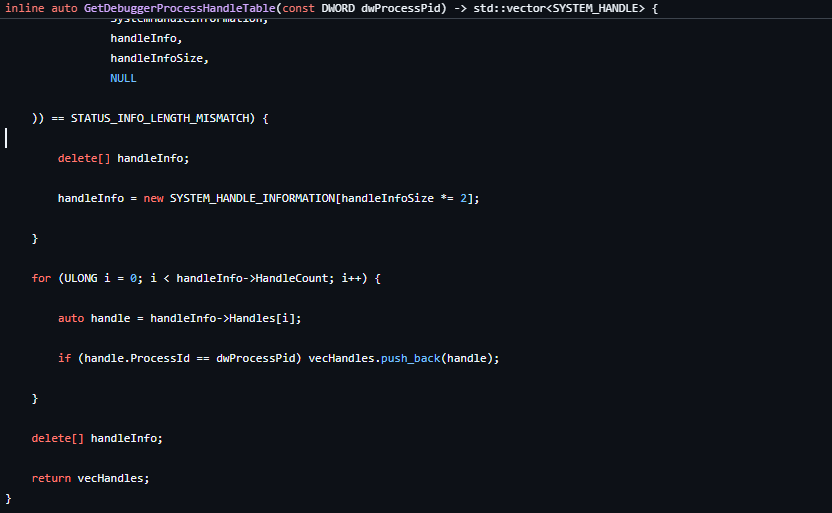 inline auto GetDebuggerProcessHandleTable(const DWORD dwProcessPid) -> std::vector<SYSTEM_HANDLE> {
SystemHandleInformation,
handleInfo,
handleInfoSize,
NULL
)) == STATUS_INFO_LENGTH_MISMATCH) {
delete[] handleInfo;
handleInfo = new SYSTEM_HANDLE_INFORMATION[handleInfoSize *= 2];
}
for (ULONG i = 0; i < handleInfo->HandleCount; i++) {
auto handle = handleInfo->Handles[i];
if (handle.ProcessId == dwProcessPid) vecHandles.push_back(handle);
}
delete[] handleInfo;
return vecHandles;
}